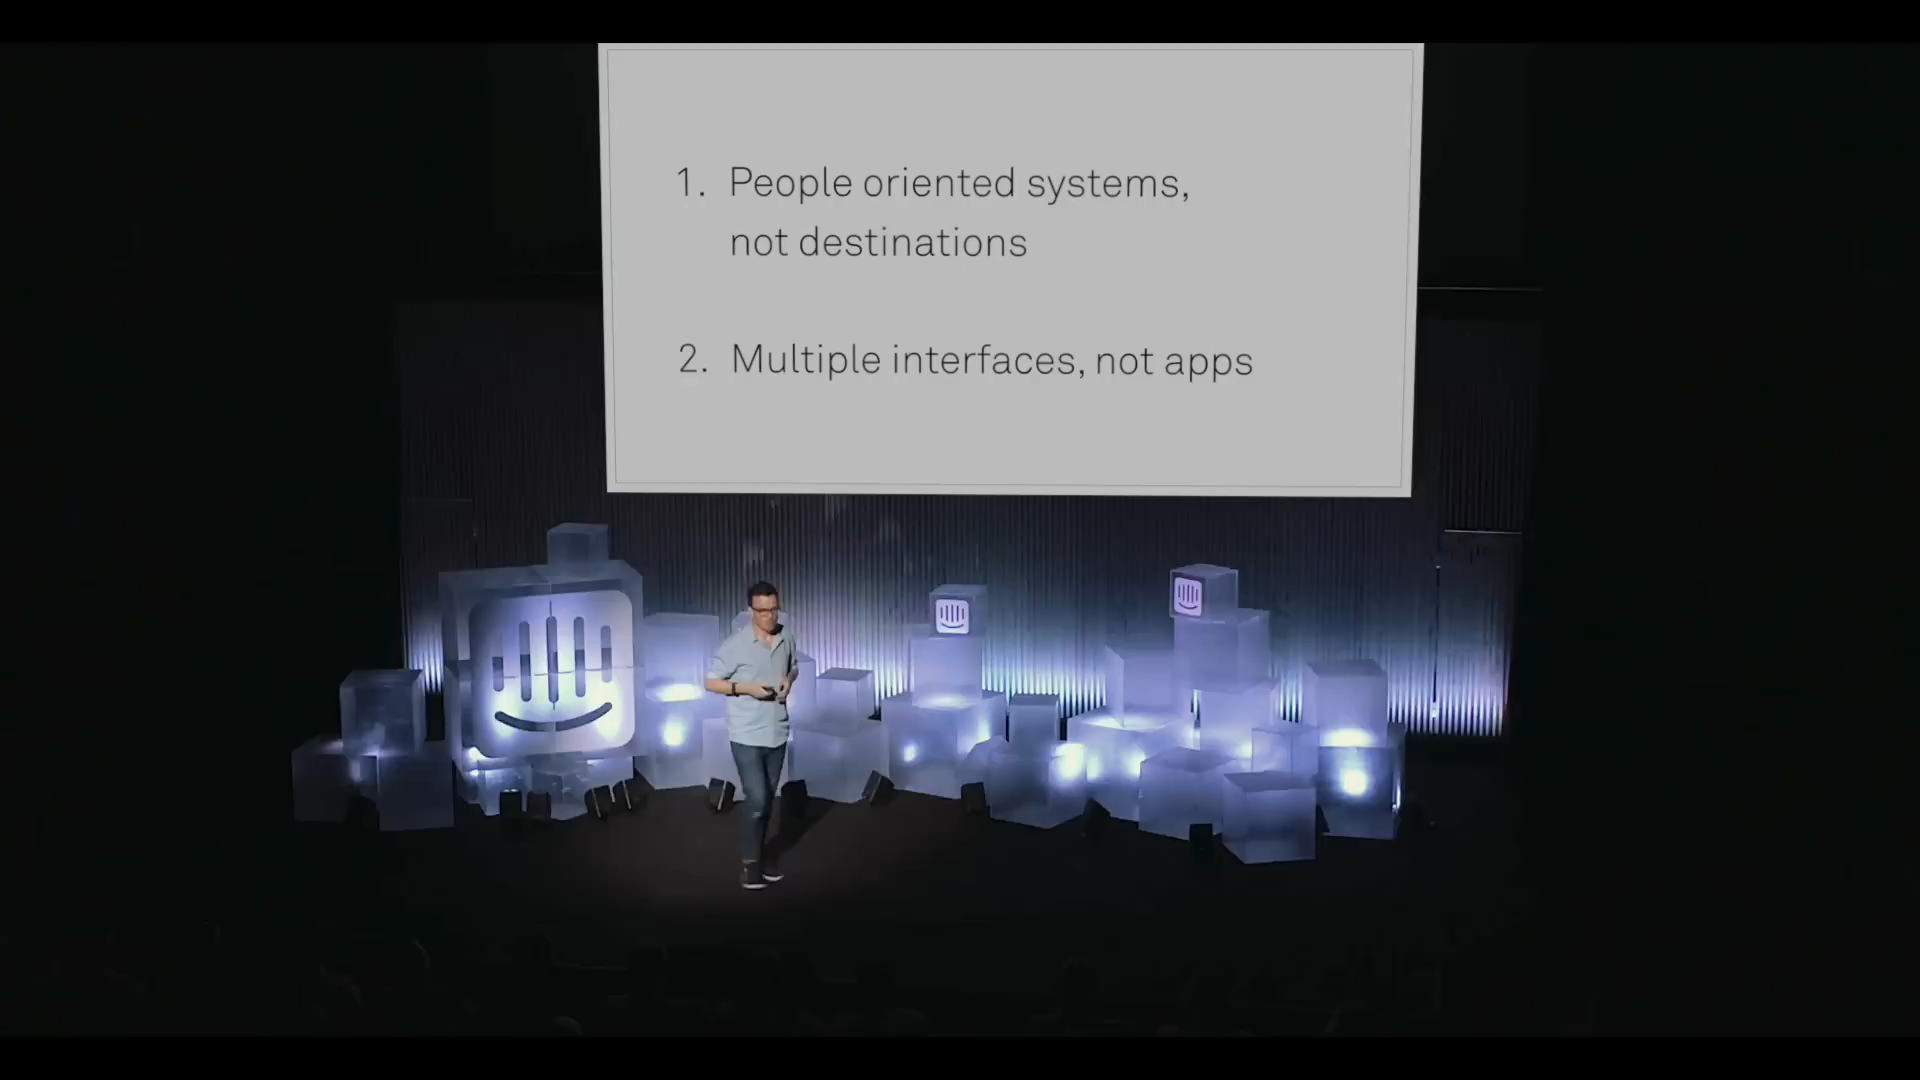 1. People oriented systems,
not destinations
2. Multiple interfaces, not apps